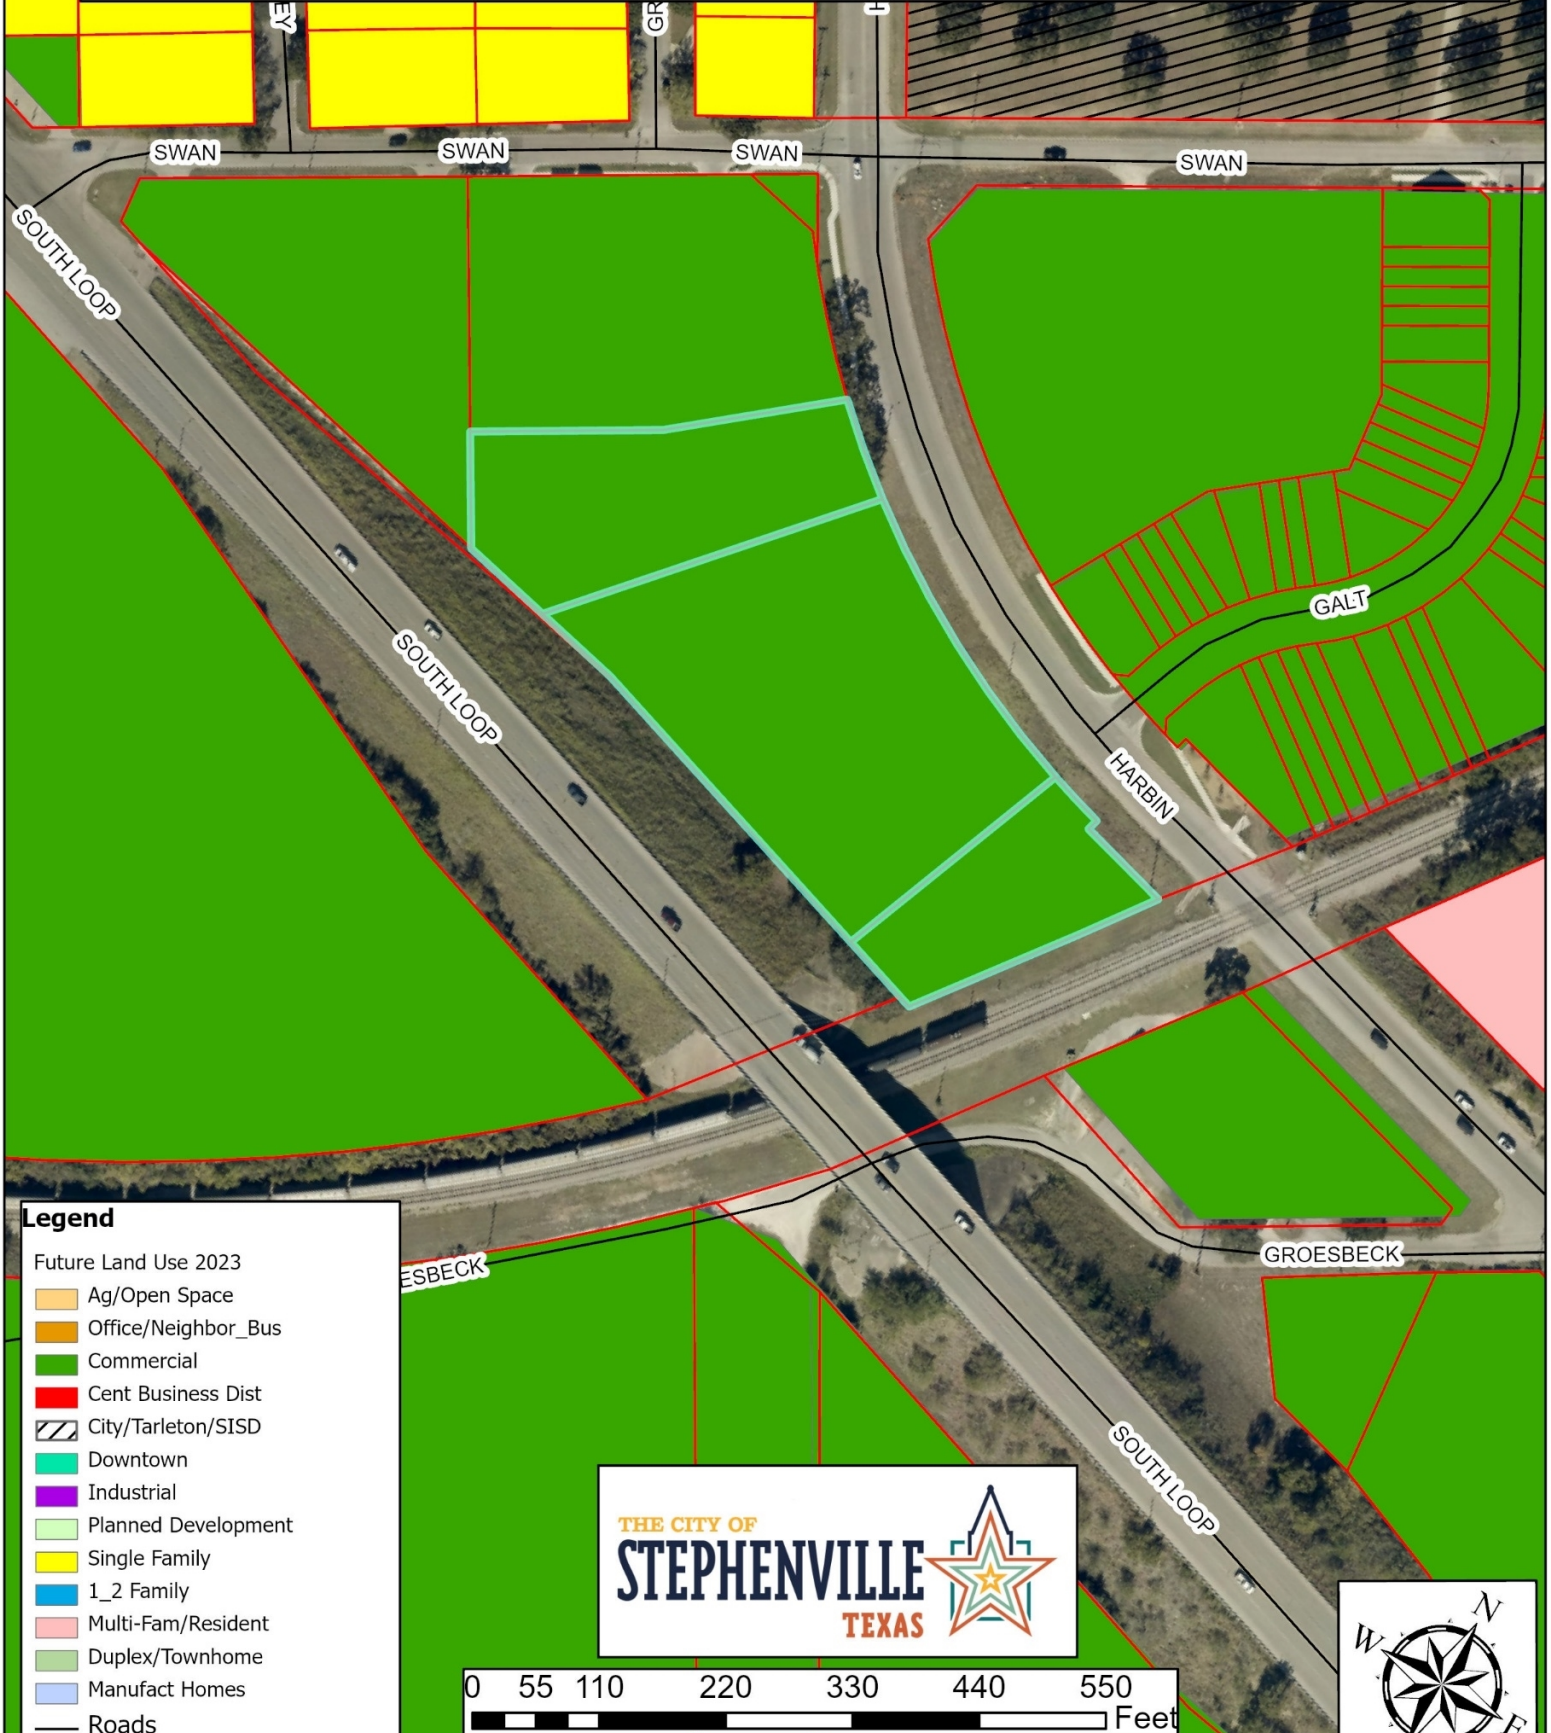 EY
GR
H
SWAN
SWAN
SWAN
SWAN
SOUTH LOOP
GALT
SOUTH LOOP
HARBIN
ESBECK
GROESBECK
SOUTH LOOP
Legend
Future Land Use 2023
Ag/Open Space
Office/Neighbor_Bus
Commercial
Cent Business Dist
City/Tarleton/SISD
Downtown
Industrial
Planned Development
Single Family
1_2 Family
Multi-Fam/Resident
Duplex/Townhome
Manufact Homes
Roads
THE CITY OF
STEPHENVILLE
TEXAS
0 55 110 220 330 440 550
Feet
N
W
E